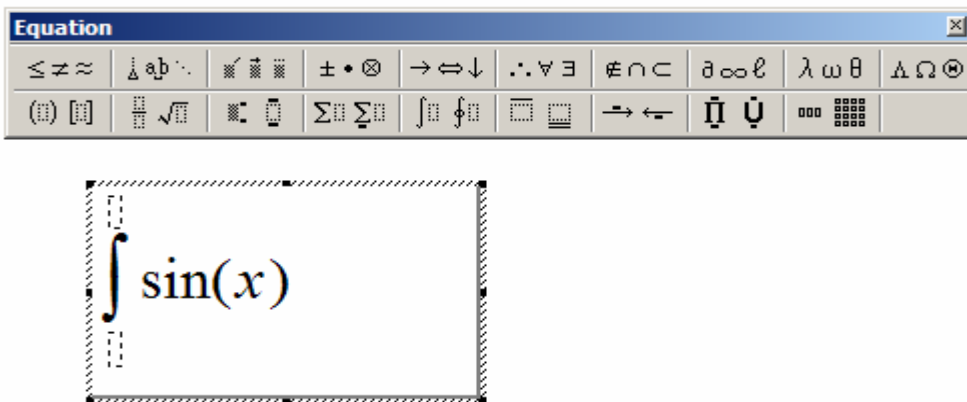 Equation
≤ ≠ ≈ a͎ḅ ⋱ ± • ⊗ → ⇔ ↓ ∴ ∀ ∃ ∉ ∩ ⊂ ∂ ∞ ℓ λ ω θ Λ Ω ⊛
(▯) [▯] √▯ Σ▯ Σ▯ ∫▯ ∮▯ → ← Π̄ Ụ̇
∫ sin(x)